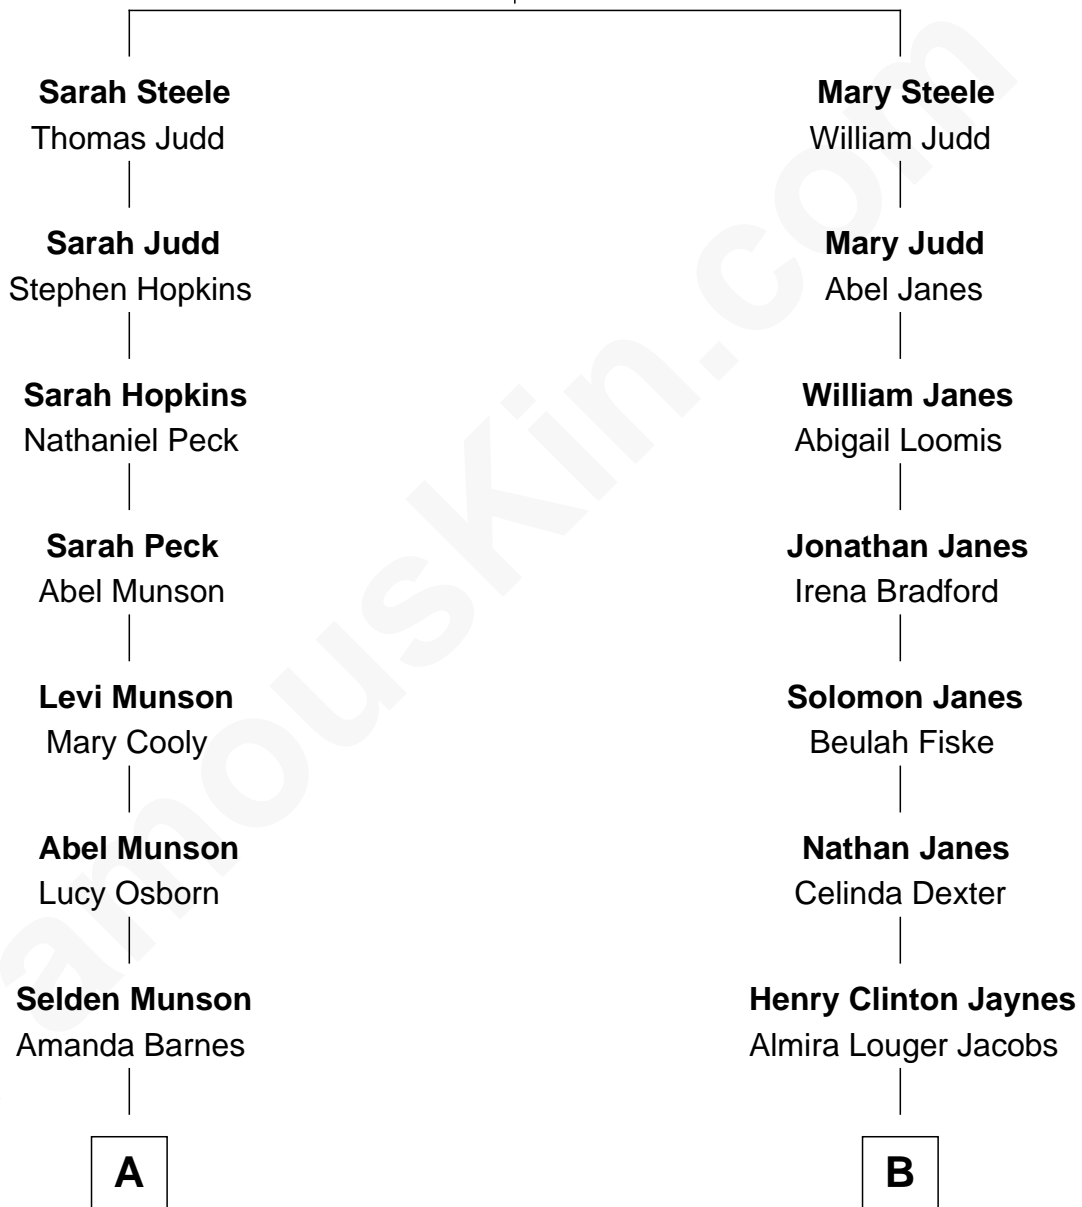 Sarah Steele
Thomas Judd
Sarah Judd
Stephen Hopkins
Sarah Hopkins
Nathaniel Peck
Sarah Peck
Abel Munson
Levi Munson
Mary Cooly
Abel Munson
Lucy Osborn
Selden Munson
Amanda Barnes
A
Mary Steele
William Judd
Mary Judd
Abel Janes
William Janes
Abigail Loomis
Jonathan Janes
Irena Bradford
Solomon Janes
Beulah Fiske
Nathan Janes
Celinda Dexter
Henry Clinton Jaynes
Almira Louger Jacobs
B
amousKin.com